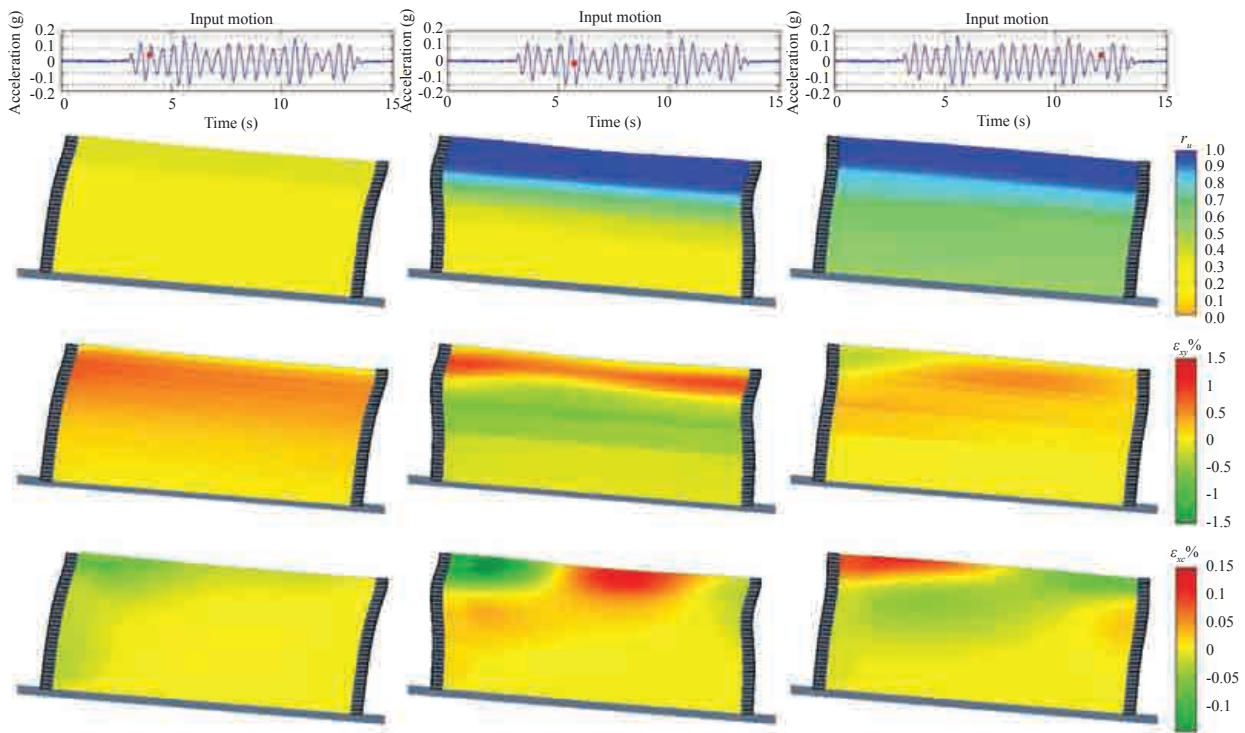 Input motion
Acceleration (g)
0.2
0.1
0
-0.1
-0.2
0 5 10 15
Time (s)
Input motion
Acceleration (g)
0.2
0.1
0
-0.1
-0.2
0 5 10 15
Time (s)
Input motion
Acceleration (g)
0.2
0.1
0
-0.1
-0.2
0 5 10 15
Time (s)
r_u
1.0
0.9
0.8
0.7
0.6
0.5
0.4
0.3
0.2
0.1
0.0
ε_xy%
1.5
1
0.5
0
-0.5
-1
-1.5
ε_xc%
0.15
0.1
0.05
0
-0.05
-0.1